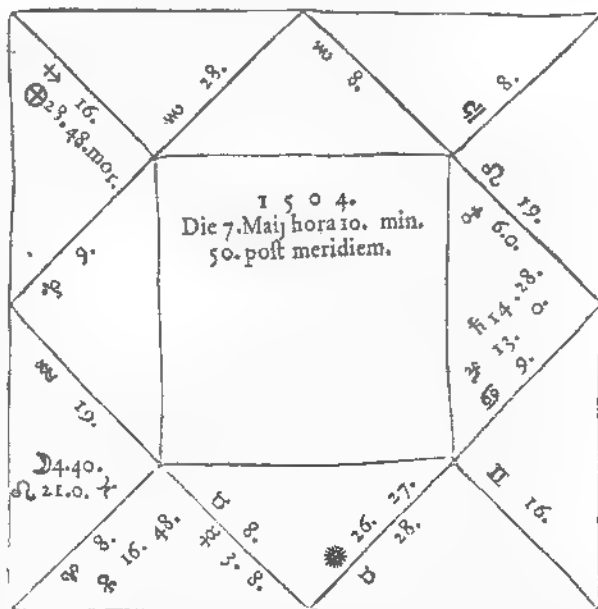 ♐ 16.
⊕ 23. 48. mor.
♏ 28.
♏ 8.
♎ 8.
1 5 0 4.
Die 7. Maij hora 10. min.
50. poſt meridiem.
♌ 19.
♂ 6.0.
♄ 14. 28.
♃ 13. 0.
♋ 9.
♑ 9.
♒ 19.
☽ 4.40.
☊ 21.0.
8.
16. 48.
♉ 8.
☿ 3. 8.
☉ 26. 27.
♉ 28.
♊ 16.